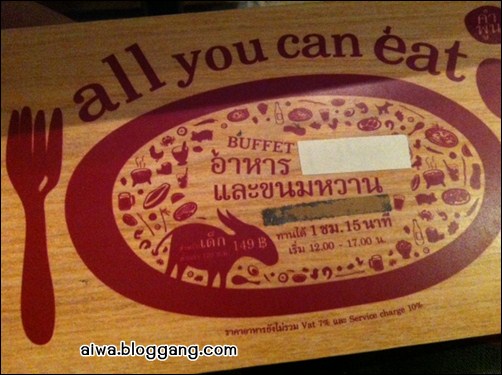 all you can eat
BUFFET
อาหาร
และขนมหวาน
ทานได้ 1 ชม. 15 นาที
เริ่ม 12.00 - 17.00 น.
เด็ก 149 ฿
ราคาอาหารยังไม่รวม Vat 7% และ Service charge 10%
aiwa.bloggang.com